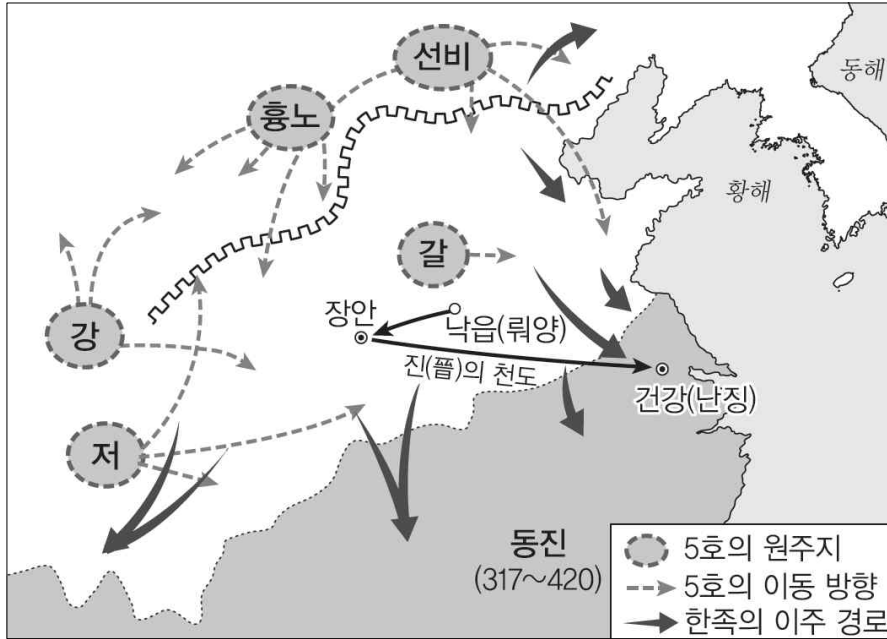 선비
동해
흉노
황해
갈
장안
강
낙읍(뤄양)
진(晉)의 천도
건강(난징)
저
동진
(317~420)
5호의 원주지
5호의 이동 방향
한족의 이주 경로